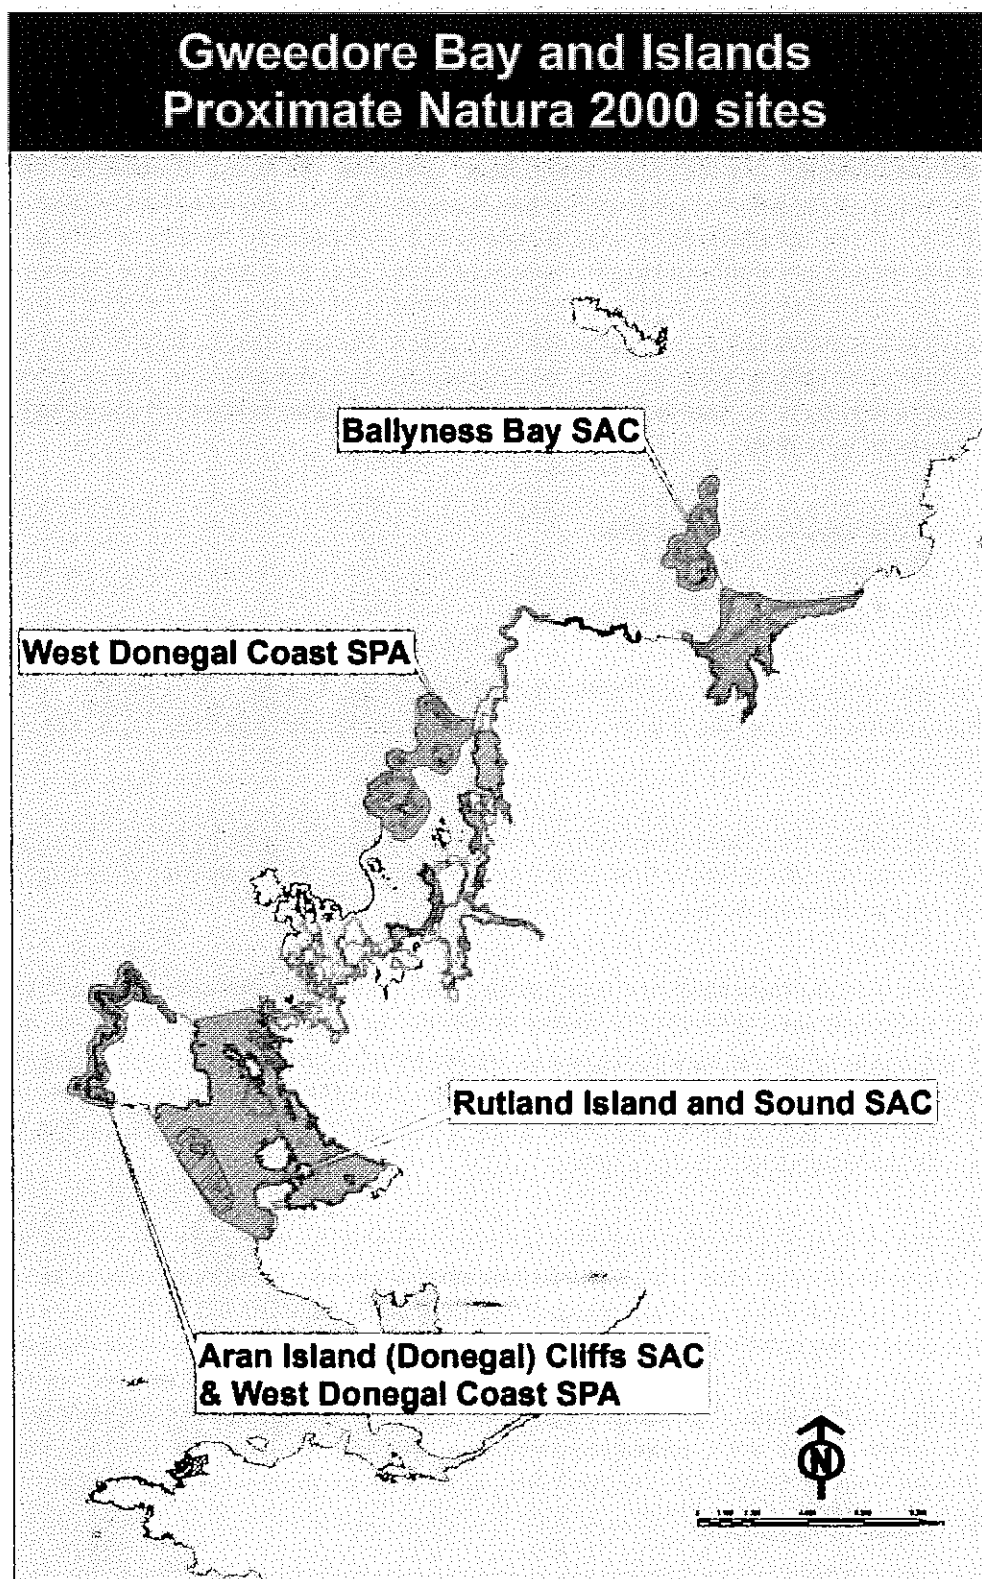 Gweedore Bay and Islands
Proximate Natura 2000 sites
Ballyness Bay SAC
West Donegal Coast SPA
Rutland Island and Sound SAC
Aran Island (Donegal) Cliffs SAC
& West Donegal Coast SPA
N